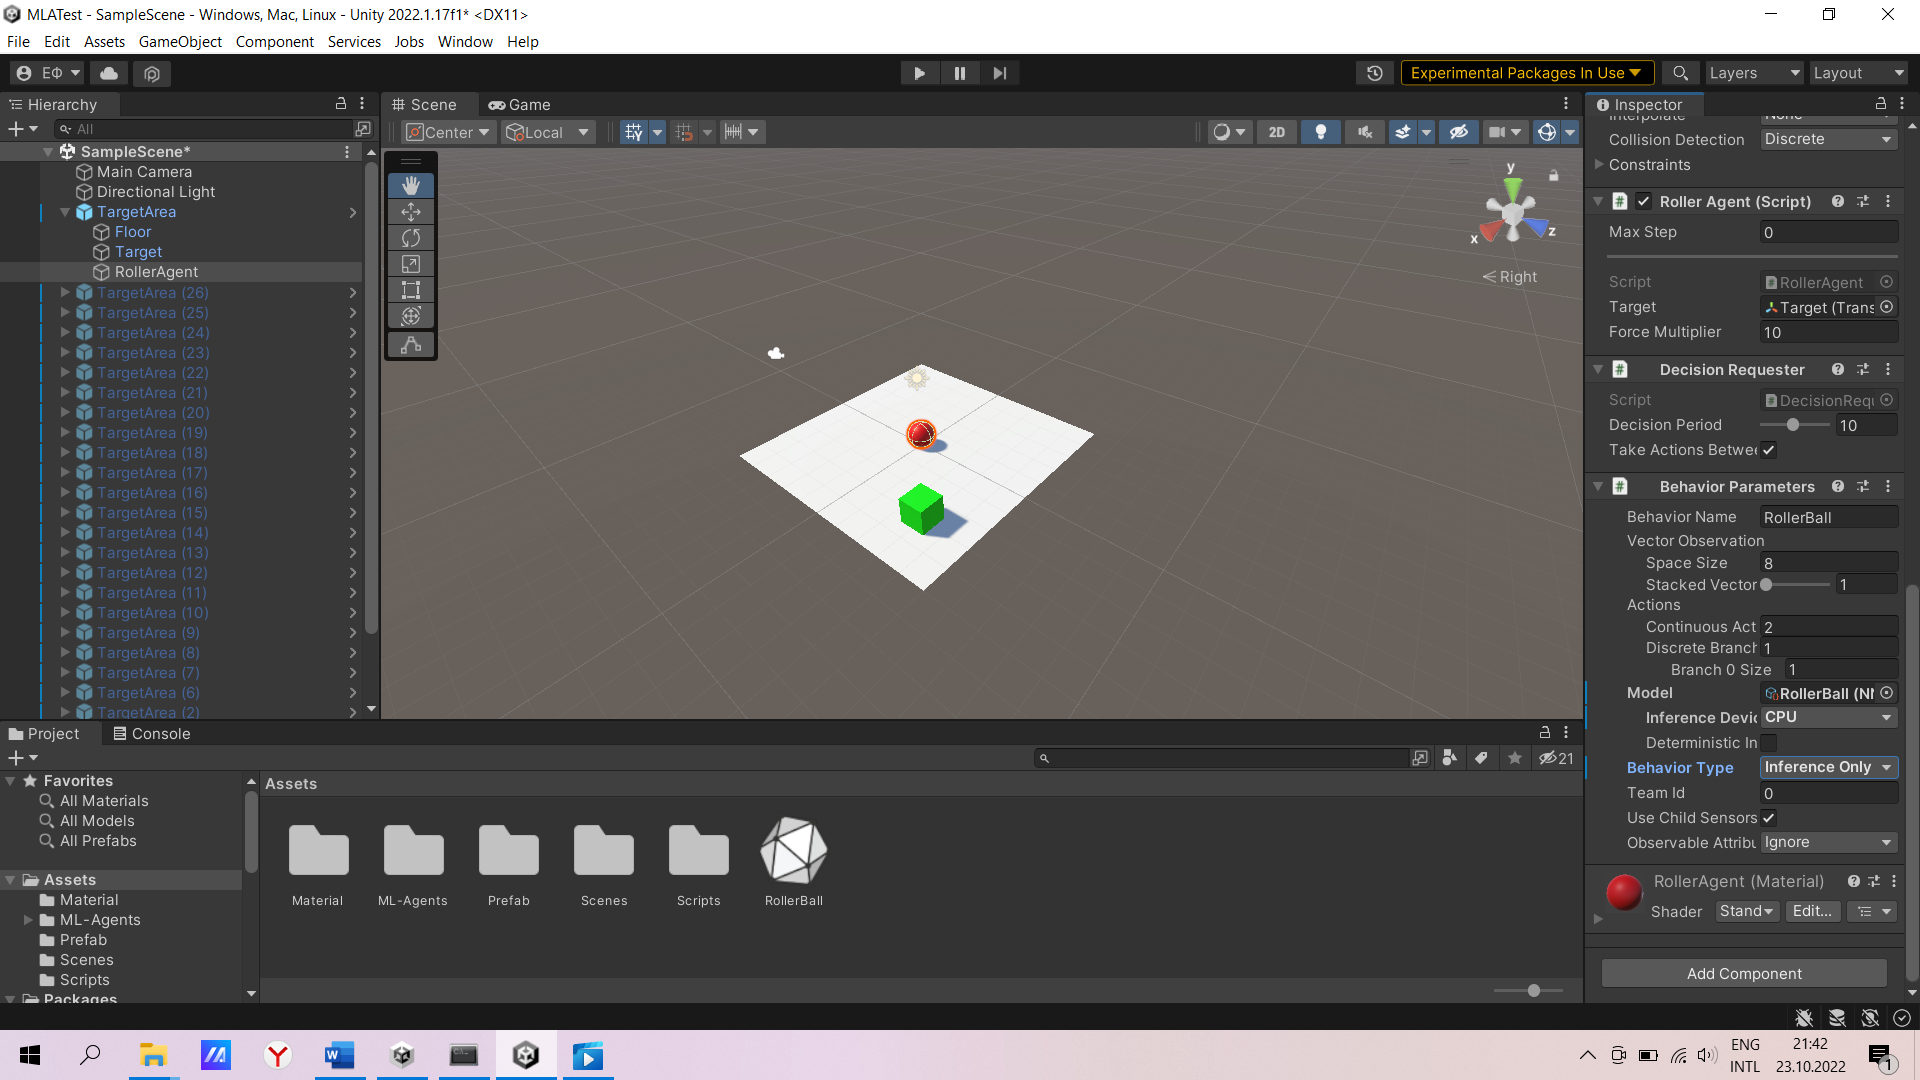 MLATest - SampleScene - Windows, Mac, Linux - Unity 2022.1.17f1* <DX11>
File Edit Assets GameObject Component Services Jobs Window Help
ЕФ
Experimental Packages In Use
Layers
Layout
Hierarchy
All
SampleScene*
Main Camera
Directional Light
TargetArea
Floor
Target
RollerAgent
TargetArea (26)
TargetArea (25)
TargetArea (24)
TargetArea (23)
TargetArea (22)
TargetArea (21)
TargetArea (20)
TargetArea (19)
TargetArea (18)
TargetArea (17)
TargetArea (16)
TargetArea (15)
TargetArea (14)
TargetArea (13)
TargetArea (12)
TargetArea (11)
TargetArea (10)
TargetArea (9)
TargetArea (8)
TargetArea (7)
TargetArea (6)
TargetArea (2)
Scene Game
Center Local
2D
y
x
z
Right
Inspector
Interpolate None
Collision Detection Discrete
Constraints
Roller Agent (Script)
Max Step 0
Script RollerAgent
Target Target (Trans
Force Multiplier 10
Decision Requester
Script DecisionRequ
Decision Period 10
Take Actions Betwee
Behavior Parameters
Behavior Name RollerBall
Vector Observation
Space Size 8
Stacked Vector 1
Actions
Continuous Act 2
Discrete Branch 1
Branch 0 Size 1
Model RollerBall (NN
Inference Devic CPU
Deterministic In
Behavior Type Inference Only
Team Id 0
Use Child Sensors
Observable Attribu Ignore
RollerAgent (Material)
Shader Stand Edit...
Add Component
Project Console
21
Favorites
All Materials
All Models
All Prefabs
Assets
Material
ML-Agents
Prefab
Scenes
Scripts
Packages
Assets
Material
ML-Agents
Prefab
Scenes
Scripts
RollerBall
W
ENG
INTL
21:42
23.10.2022
1